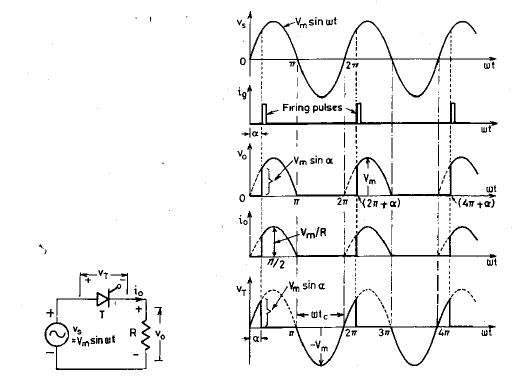 vs
Vm sin ωt
0
π
2π
ωt
ig
Firing pulses
α
ωt
vo
Vm sin α
Vm
0
π
2π
(2π+α)
(4π+α)
ωt
io
Vm/R
π/2
ωt
vT
Vm sin α
ωtc
0
α
π
2π
3π
4π
ωt
-Vm
+ vT -
T
io
+
vs
=Vm sin ωt
-
+
R
vo
-